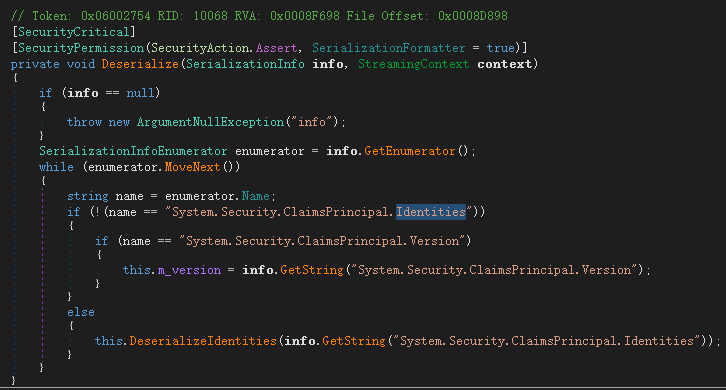 // Token: 0x06002754 RID: 10068 RVA: 0x0008F698 File Offset: 0x0008D898
[SecurityCritical]
[SecurityPermission(SecurityAction.Assert, SerializationFormatter = true)]
private void Deserialize(SerializationInfo info, StreamingContext context)
{
    if (info == null)
    {
        throw new ArgumentNullException("info");
    }
    SerializationInfoEnumerator enumerator = info.GetEnumerator();
    while (enumerator.MoveNext())
    {
        string name = enumerator.Name;
        if (!(name == "System.Security.ClaimsPrincipal.Identities"))
        {
            if (name == "System.Security.ClaimsPrincipal.Version")
            {
                this.m_version = info.GetString("System.Security.ClaimsPrincipal.Version");
            }
        }
        else
        {
            this.DeserializeIdentities(info.GetString("System.Security.ClaimsPrincipal.Identities"));
        }
    }
}